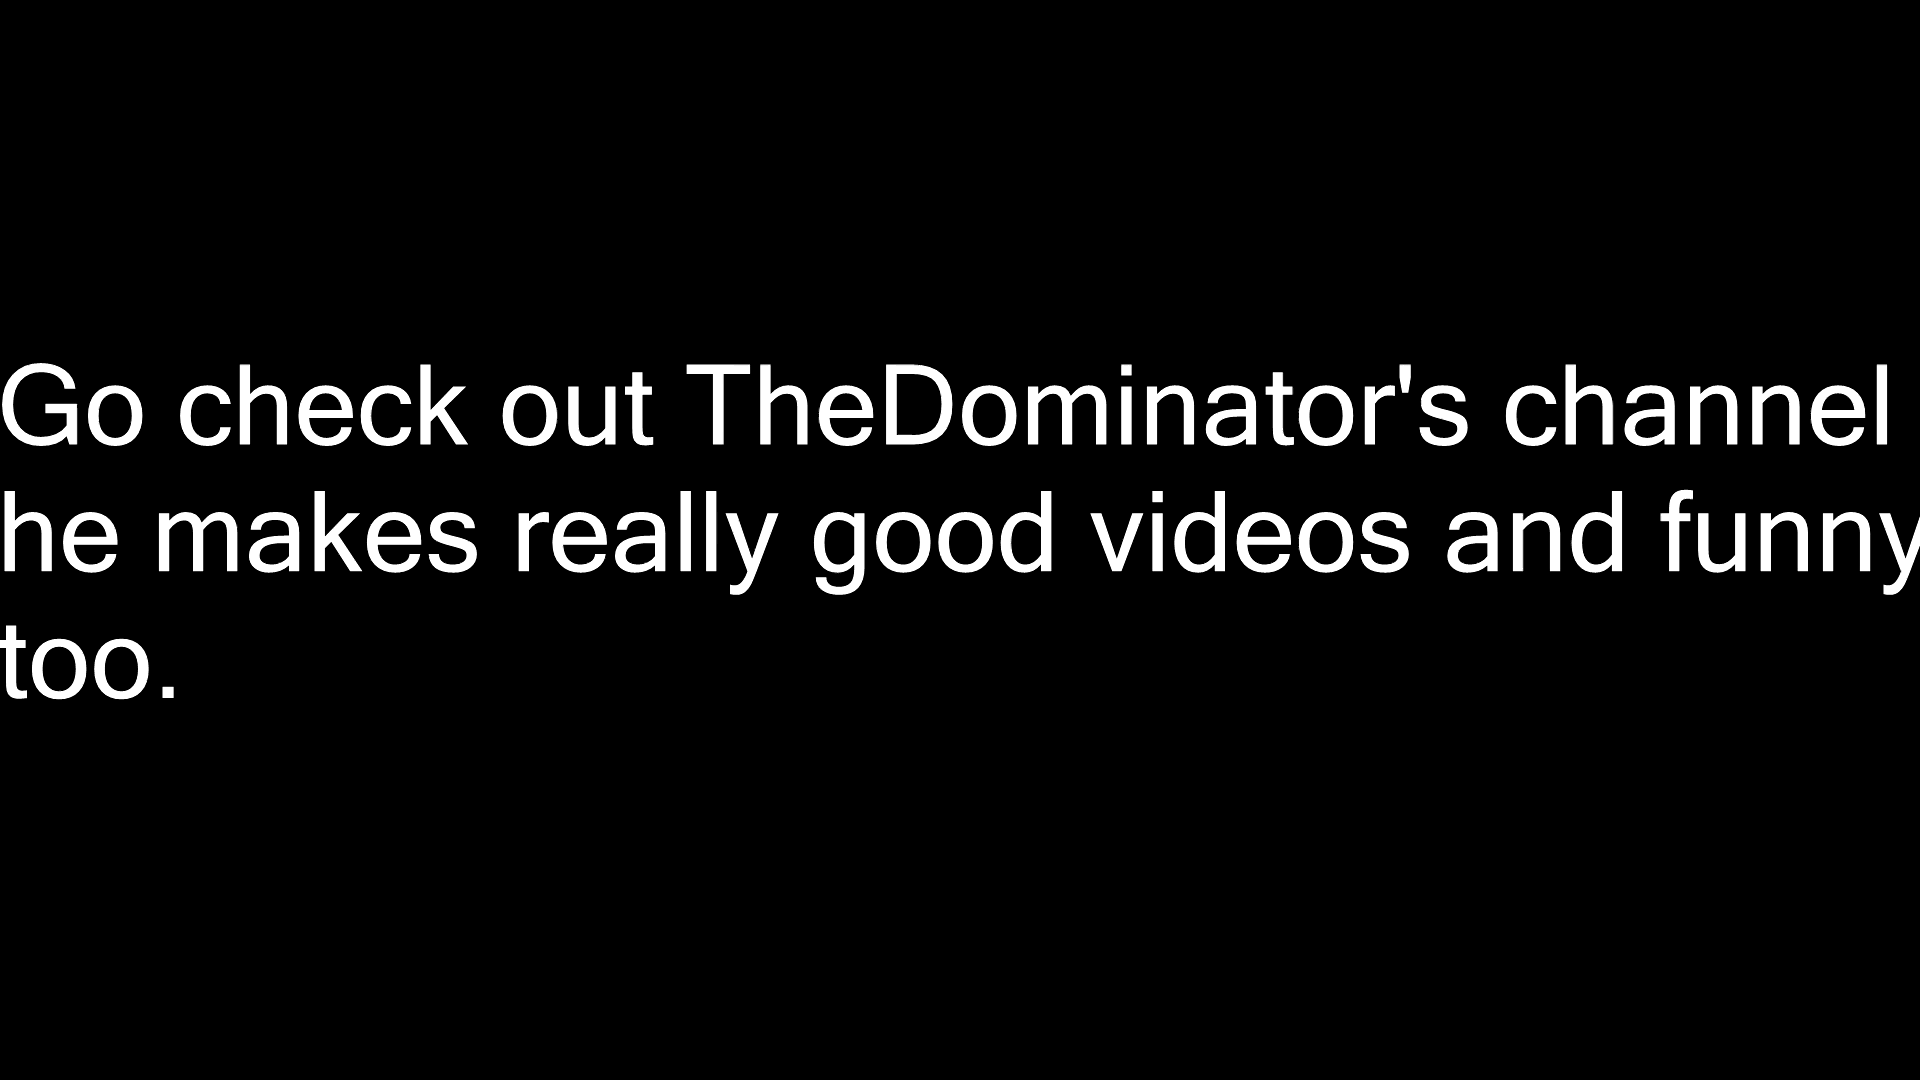 Go check out TheDominator's channel
he makes really good videos and funny
too.